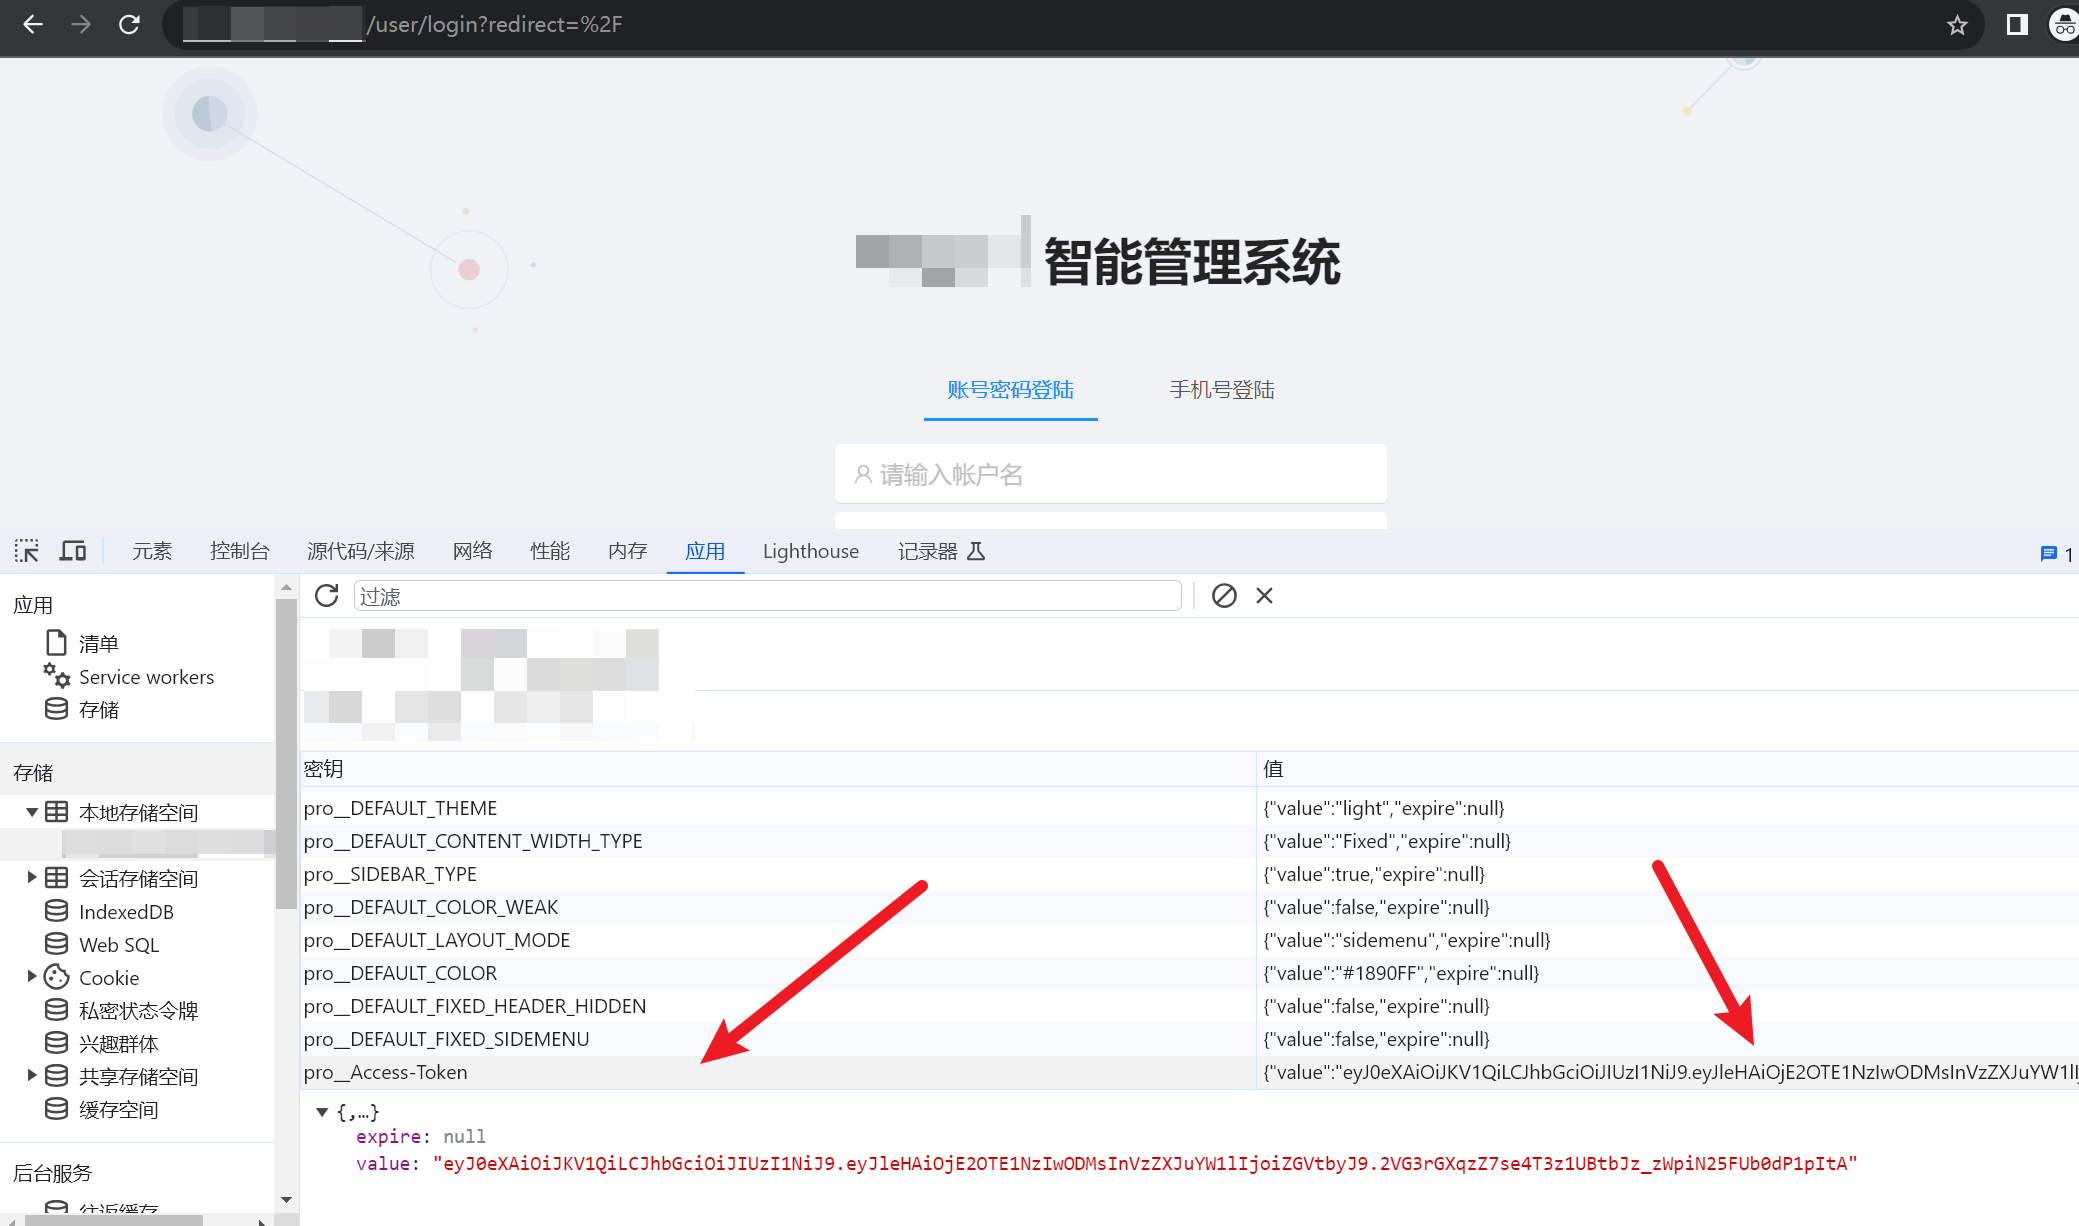 /user/login?redirect=%2F
智能管理系统
账号密码登陆 手机号登陆
请输入帐户名
元素 控制台 源代码/来源 网络 性能 内存 应用 Lighthouse 记录器 1
应用
清单
Service workers
存储
存储
本地存储空间
会话存储空间
IndexedDB
Web SQL
Cookie
私密状态令牌
兴趣群体
共享存储空间
缓存空间
后台服务
往返缓存
过滤
密钥 值
pro__DEFAULT_THEME {"value":"light","expire":null}
pro__DEFAULT_CONTENT_WIDTH_TYPE {"value":"Fixed","expire":null}
pro__SIDEBAR_TYPE {"value":true,"expire":null}
pro__DEFAULT_COLOR_WEAK {"value":false,"expire":null}
pro__DEFAULT_LAYOUT_MODE {"value":"sidemenu","expire":null}
pro__DEFAULT_COLOR {"value":"#1890FF","expire":null}
pro__DEFAULT_FIXED_HEADER_HIDDEN {"value":false,"expire":null}
pro__DEFAULT_FIXED_SIDEMENU {"value":false,"expire":null}
pro__Access-Token {"value":"eyJ0eXAiOiJKV1QiLCJhbGciOiJIUzI1NiJ9.eyJleHAiOjE2OTE1NzIwODMsInVzZXJuYW1lIj
{,…}
expire: null
value: "eyJ0eXAiOiJKV1QiLCJhbGciOiJIUzI1NiJ9.eyJleHAiOjE2OTE1NzIwODMsInVzZXJuYW1lIjoiZGVtbyJ9.2VG3rGXqzZ7se4T3z1UBtbJz_zWpiN25FUb0dP1pItA"